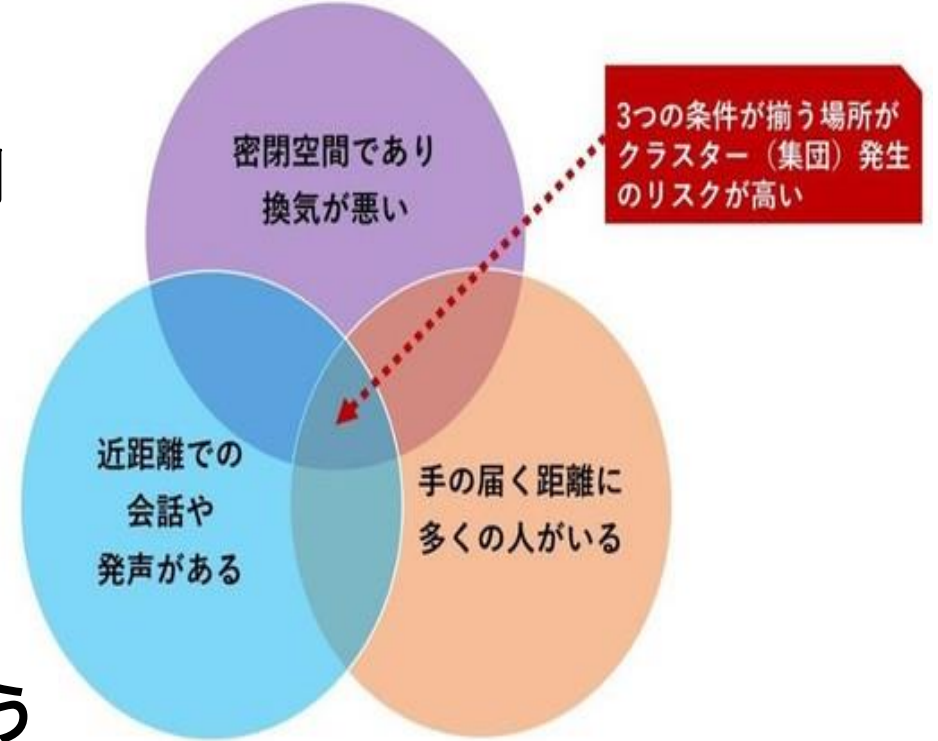 密閉空間であり
換気が悪い
3つの条件が揃う場所が
クラスター（集団）発生
のリスクが高い
近距離での
会話や
発声がある
手の届く距離に
多くの人がいる
う